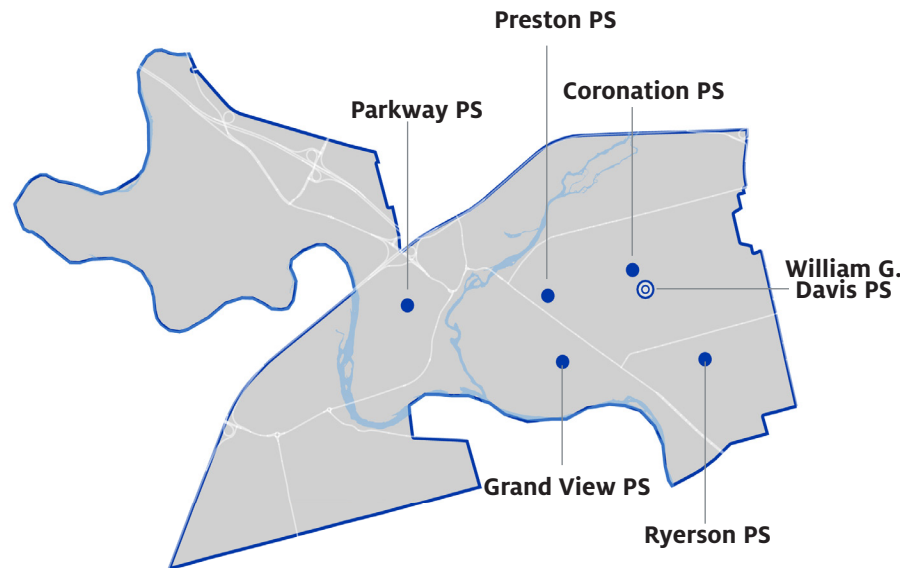 Preston PS
Coronation PS
Parkway PS
William G.
Davis PS
Grand View PS
Ryerson PS